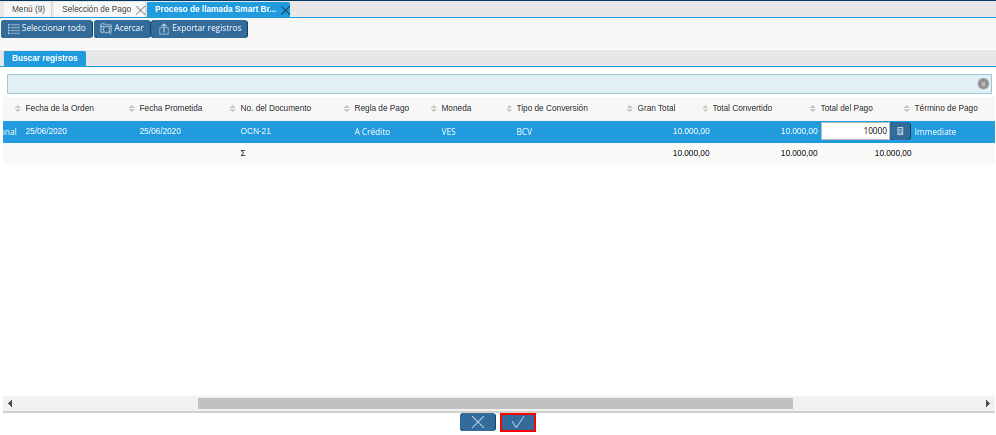 Menú (9) Selección de Pago Proceso de llamada Smart Br...
Seleccionar todo Acercar Exportar registros
Buscar registros
Fecha de la Orden Fecha Prometida No. del Documento Regla de Pago Moneda Tipo de Conversión Gran Total Total Convertido Total del Pago Término de Pago
onal 25/06/2020 25/06/2020 OCN-21 A Crédito VES BCV 10.000,00 10.000,00 10000 Immediate
Σ 10.000,00 10.000,00 10.000,00